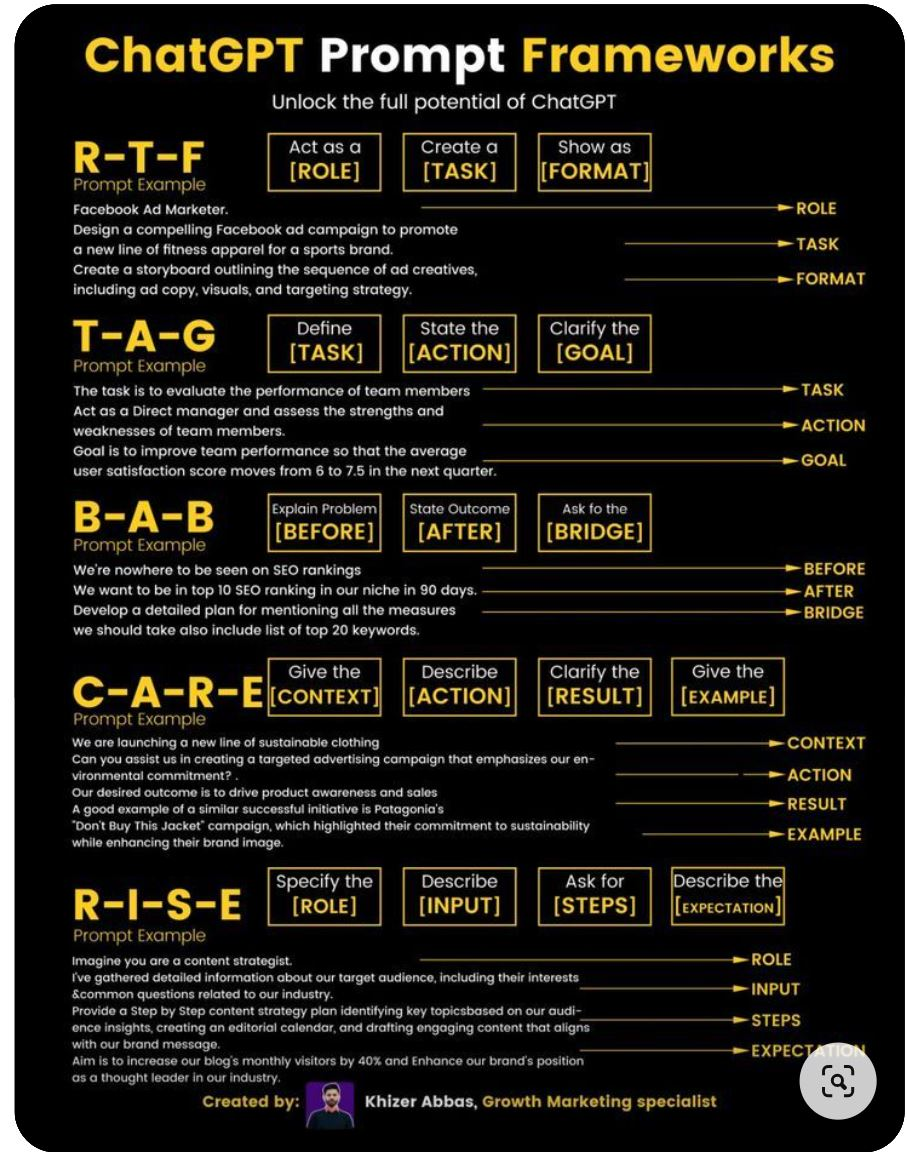 ChatGPT Prompt Frameworks
Unlock the full potential of ChatGPT
R-T-F
Prompt Example
Act as a
[ROLE]
Create a
[TASK]
Show as
[FORMAT]
Facebook Ad Marketer.
Design a compelling Facebook ad campaign to promote
a new line of fitness apparel for a sports brand.
Create a storyboard outlining the sequence of ad creatives,
including ad copy, visuals, and targeting strategy.
ROLE
TASK
FORMAT
T-A-G
Prompt Example
Define
[TASK]
State the
[ACTION]
Clarify the
[GOAL]
The task is to evaluate the performance of team members
Act as a Direct manager and assess the strengths and
weaknesses of team members.
Goal is to improve team performance so that the average
user satisfaction score moves from 6 to 7.5 in the next quarter.
TASK
ACTION
GOAL
B-A-B
Prompt Example
Explain Problem
[BEFORE]
State Outcome
[AFTER]
Ask fo the
[BRIDGE]
We're nowhere to be seen on SEO rankings
We want to be in top 10 SEO ranking in our niche in 90 days.
Develop a detailed plan for mentioning all the measures
we should take also include list of top 20 keywords.
BEFORE
AFTER
BRIDGE
C-A-R-E
Prompt Example
Give the
[CONTEXT]
Describe
[ACTION]
Clarify the
[RESULT]
Give the
[EXAMPLE]
We are launching a new line of sustainable clothing
Can you assist us in creating a targeted advertising campaign that emphasizes our en-
vironmental commitment? .
Our desired outcome is to drive product awareness and sales
A good example of a similar successful initiative is Patagonia's
"Don't Buy This Jacket" campaign, which highlighted their commitment to sustainability
while enhancing their brand image.
CONTEXT
ACTION
RESULT
EXAMPLE
R-I-S-E
Prompt Example
Specify the
[ROLE]
Describe
[INPUT]
Ask for
[STEPS]
Describe the
[EXPECTATION]
Imagine you are a content strategist.
I've gathered detailed information about our target audience, including their interests
&common questions related to our industry.
Provide a Step by Step content strategy plan identifying key topicsbased on our audi-
ence insights, creating an editorial calendar, and drafting engaging content that aligns
with our brand message.
Aim is to increase our blog's monthly visitors by 40% and Enhance our brand's position
as a thought leader in our industry.
ROLE
INPUT
STEPS
EXPECTATION
Created by: Khizer Abbas, Growth Marketing specialist